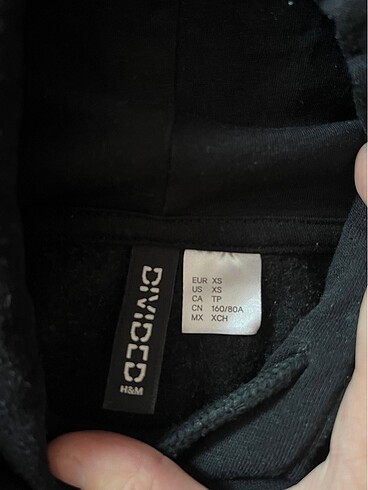 DIVIDED
H&M
EUR XS
US XS
CA TP
CN 160/80A
MX XCH